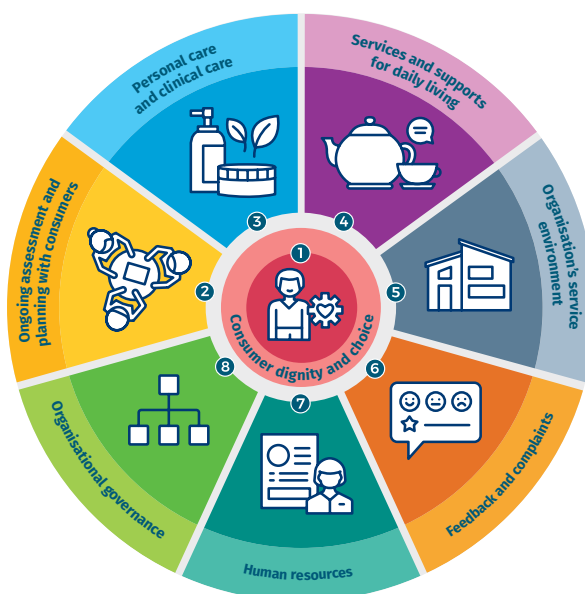 1
Consumer dignity and choice
2
Ongoing assessment and
planning with consumers
3
Personal care
and clinical care
4
Services and supports
for daily living
5
Organisation's service
environment
6
Feedback and complaints
7
Human resources
8
Organisational governance